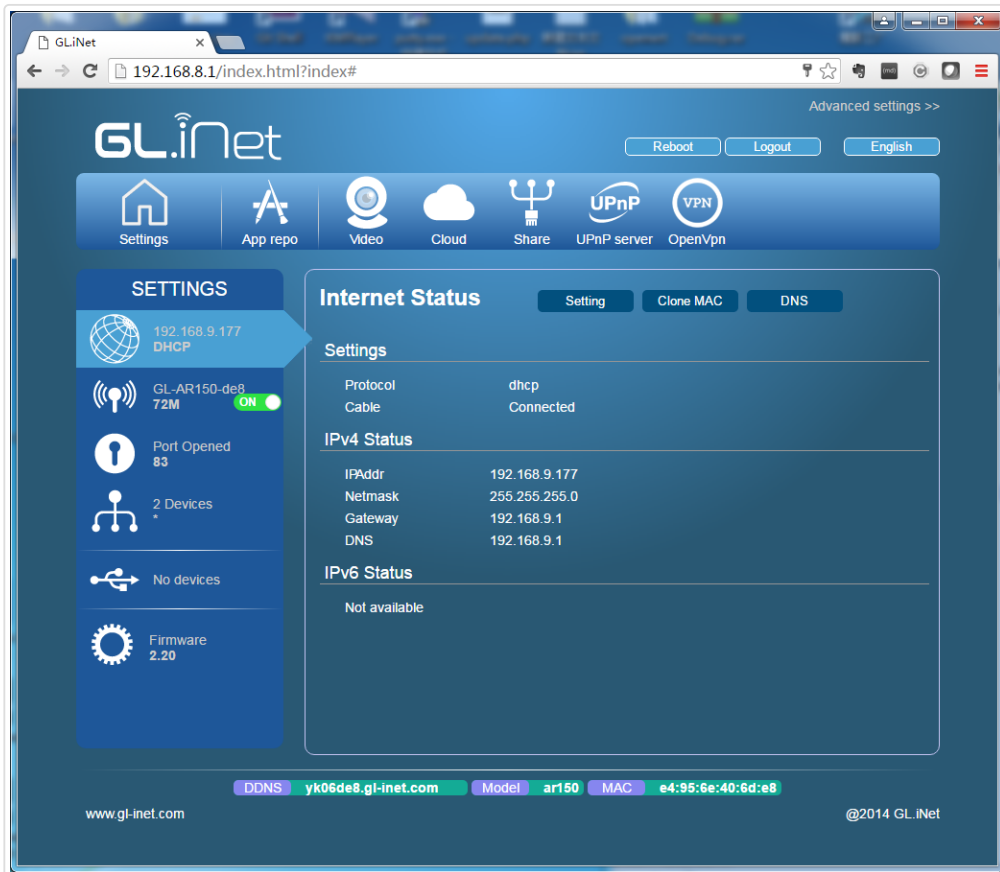 GLiNet
192.168.8.1/index.html?index#
Advanced settings >>
GL.iNet
Reboot Logout English
Settings App repo Video Cloud Share UPnP UPnP server VPN OpenVpn
SETTINGS
192.168.9.177
DHCP
GL-AR150-de8
72M ON
Port Opened
83
2 Devices
*
No devices
Firmware
2.20
Internet Status Setting Clone MAC DNS
Settings
Protocol dhcp
Cable Connected
IPv4 Status
IPAddr 192.168.9.177
Netmask 255.255.255.0
Gateway 192.168.9.1
DNS 192.168.9.1
IPv6 Status
Not available
DDNS yk06de8.gl-inet.com Model ar150 MAC e4:95:6e:40:6d:e8
www.gl-inet.com @2014 GL.iNet